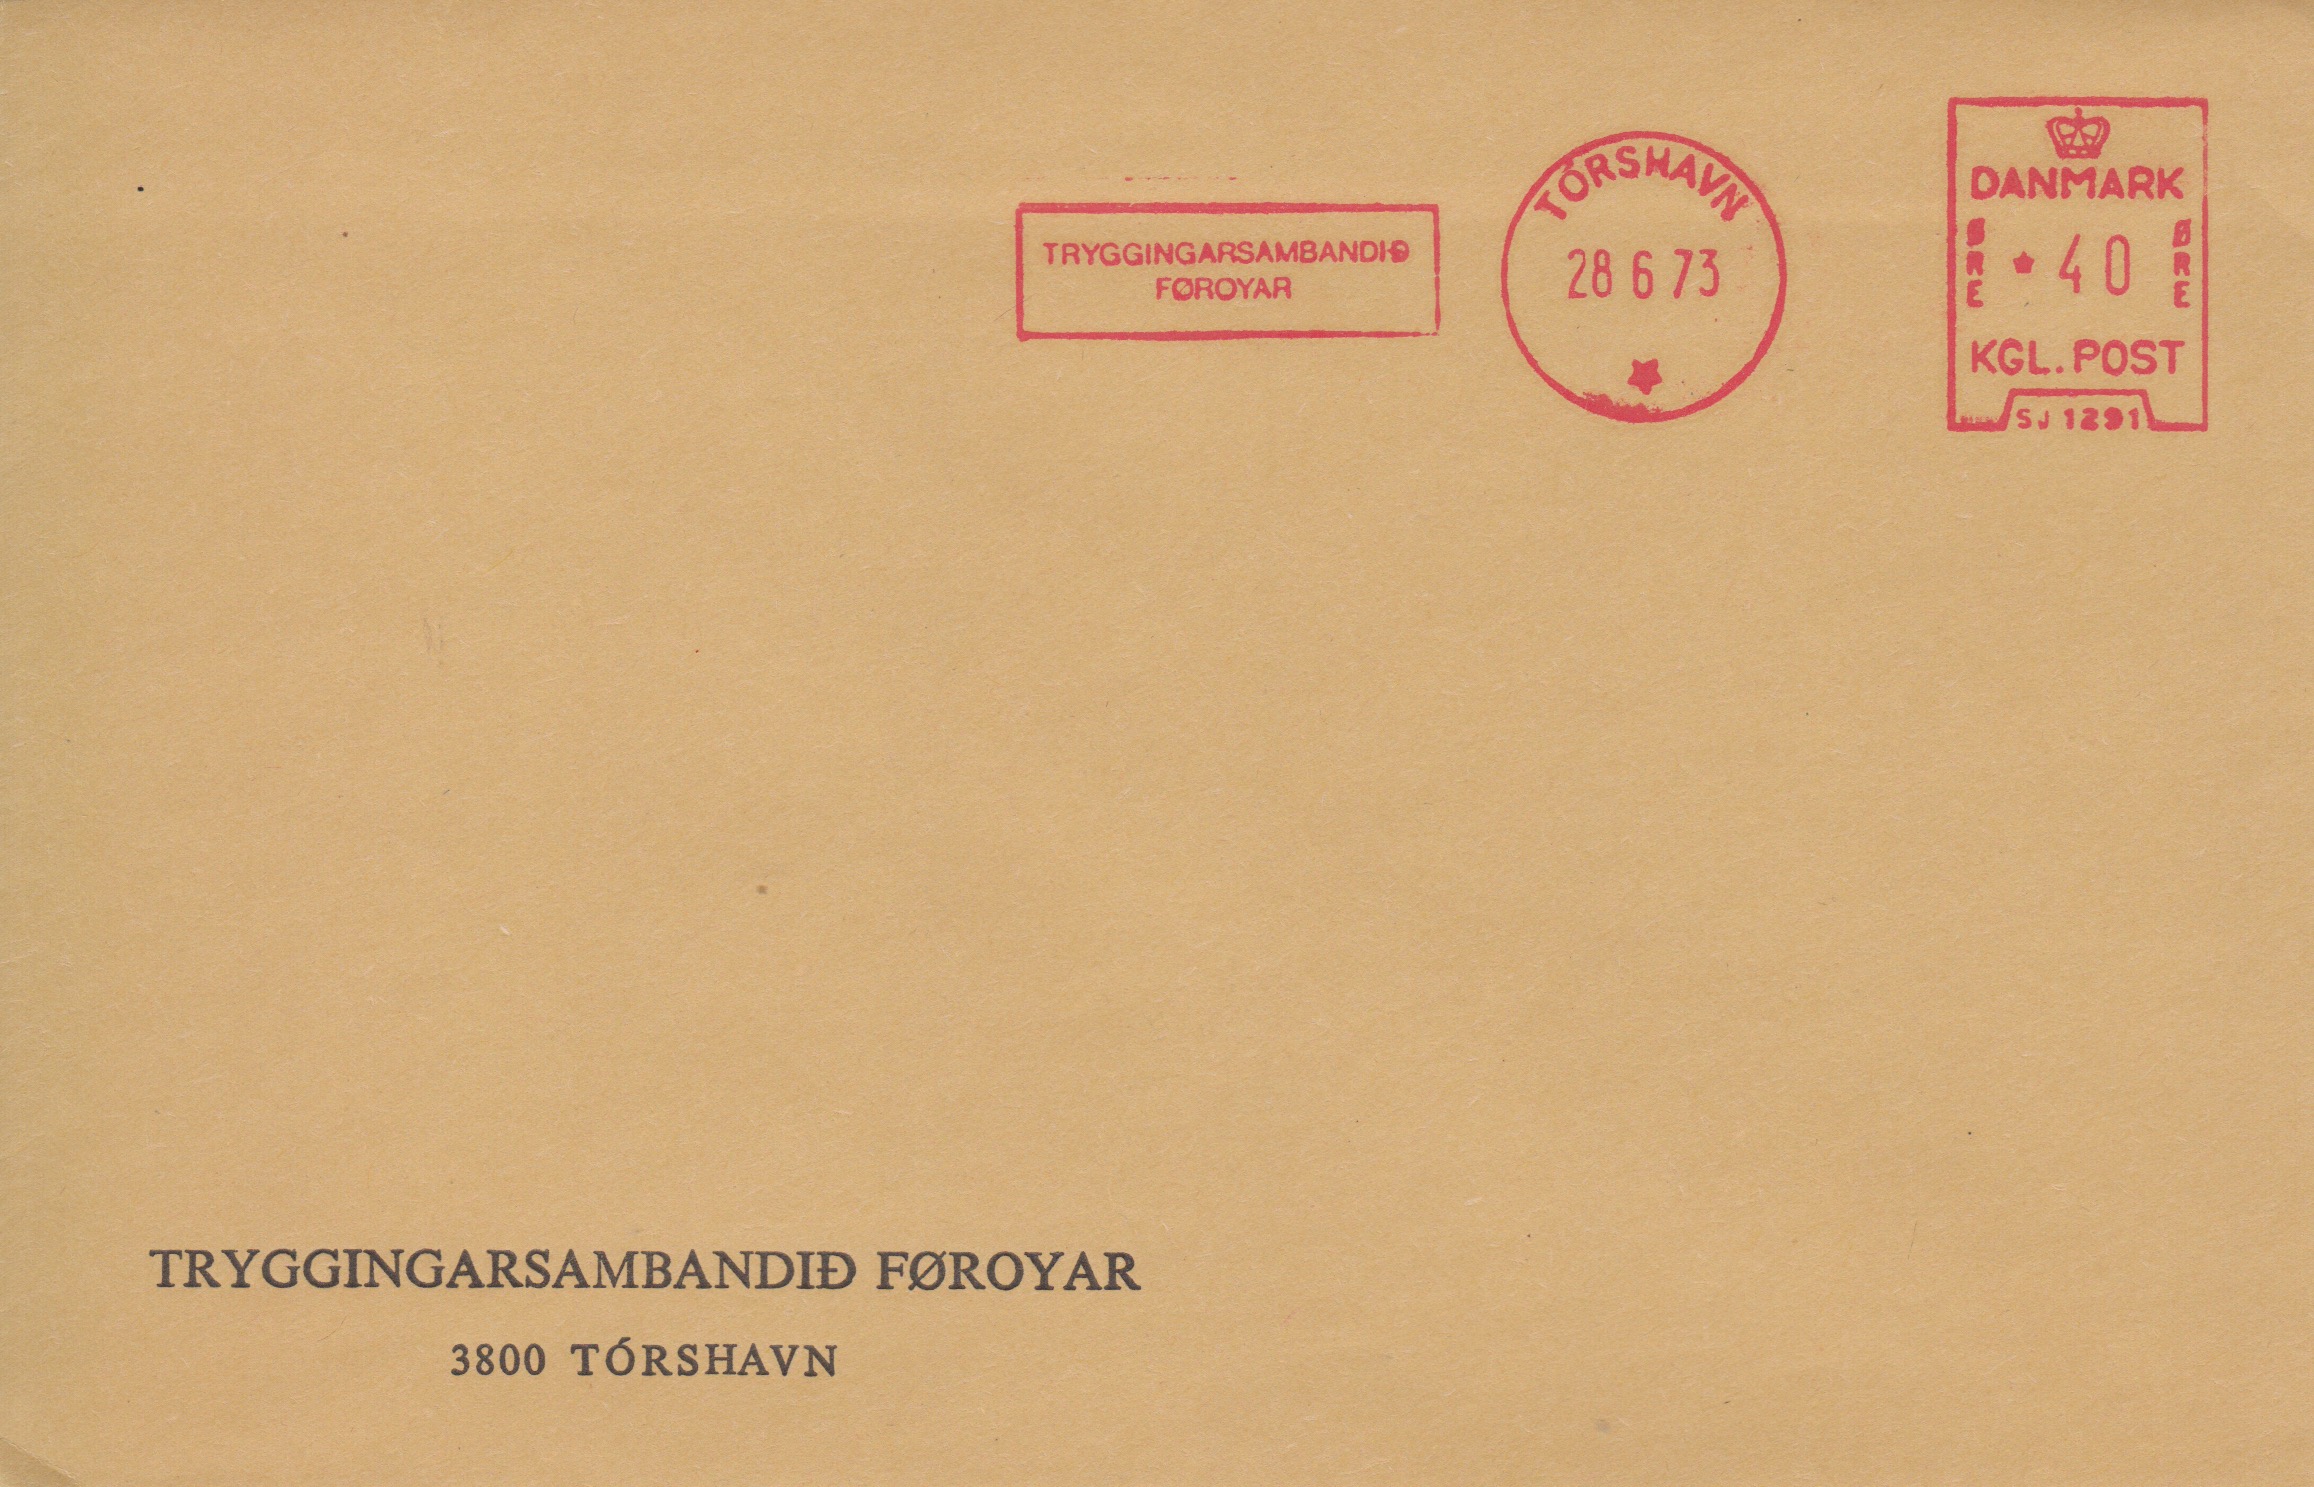 TRYGGINGARSAMBANDIÐ
FØROYAR
TÓRSHAVN
28 6 73
DANMARK
ØRE
40
ØRE
KGL. POST
SJ 1291
TRYGGINGARSAMBANDIÐ FØROYAR
3800 TÓRSHAVN